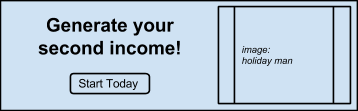 Generate your
second income!
Start Today
image:
holiday man